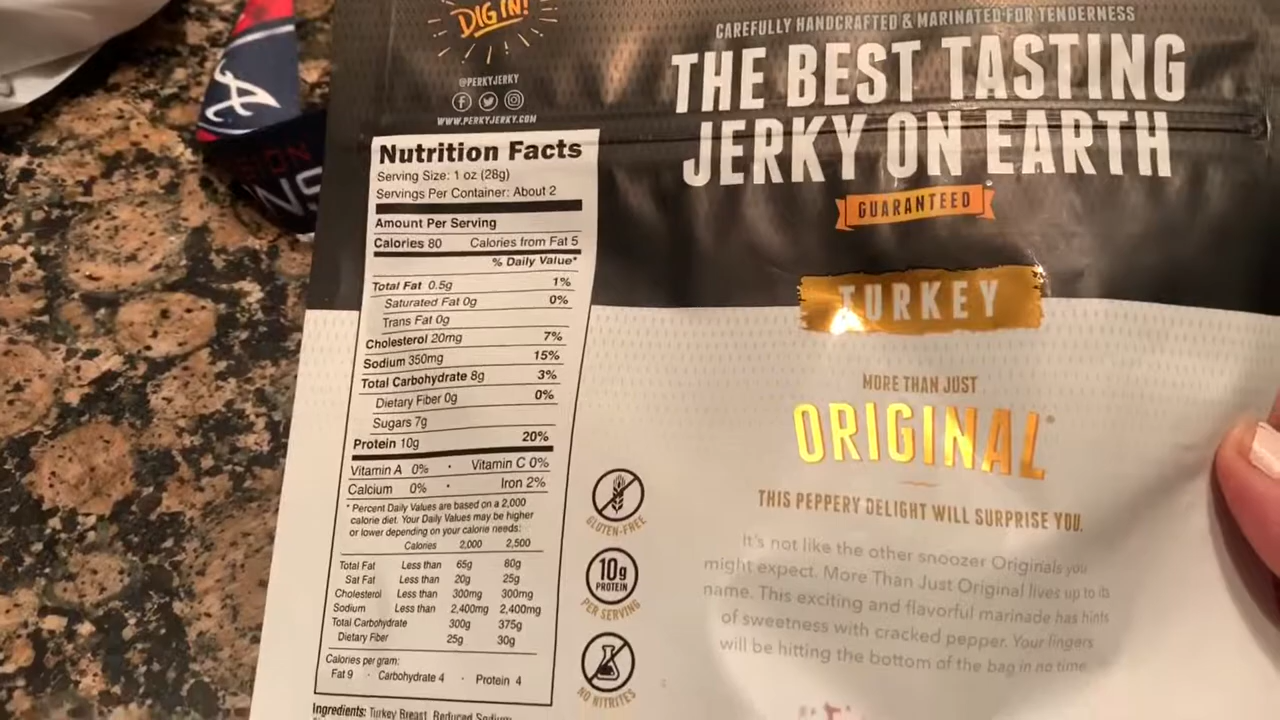 DIG IN!
@PERKYJERKY
WWW.PERKYJERKY.COM
CAREFULLY HANDCRAFTED & MARINATED FOR TENDERNESS
THE BEST TASTING
JERKY ON EARTH
GUARANTEED
TURKEY
MORE THAN JUST
ORIGINAL®
THIS PEPPERY DELIGHT WILL SURPRISE YOU.
It's not like the other snoozer Originals you
might expect. More Than Just Original lives up to its
name. This exciting and flavorful marinade has hints
of sweetness with cracked pepper. Your fingers
will be hitting the bottom of the bag in no time.
A
Nutrition Facts
Serving Size: 1 oz (28g)
Servings Per Container: About 2
Amount Per Serving
Calories 80 Calories from Fat 5
% Daily Value*
Total Fat 0.5g 1%
Saturated Fat 0g 0%
Trans Fat 0g
Cholesterol 20mg 7%
Sodium 350mg 15%
Total Carbohydrate 8g 3%
Dietary Fiber 0g 0%
Sugars 7g
Protein 10g 20%
Vitamin A 0% · Vitamin C 0%
Calcium 0% · Iron 2%
* Percent Daily Values are based on a 2,000
calorie diet. Your Daily Values may be higher
or lower depending on your calorie needs:
Calories 2,000 2,500
Total Fat Less than 65g 80g
Sat Fat Less than 20g 25g
Cholesterol Less than 300mg 300mg
Sodium Less than 2,400mg 2,400mg
Total Carbohydrate 300g 375g
Dietary Fiber 25g 30g
Calories per gram:
Fat 9 · Carbohydrate 4 · Protein 4
Ingredients: Turkey Breast, Reduced Sodium
GLUTEN-FREE
10g
PROTEIN
PER SERVING
NO NITRITES